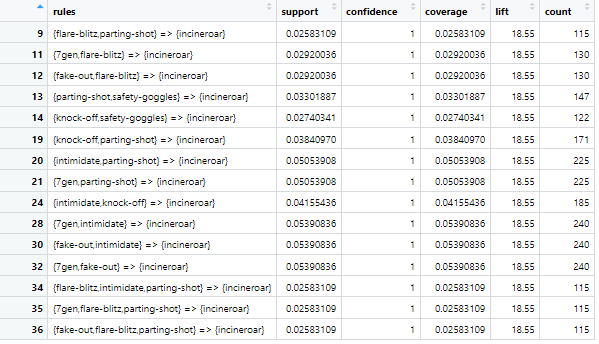 rules support confidence coverage lift count
9 {flare-blitz,parting-shot} => {incineroar} 0.02583109 1 0.02583109 18.55 115
11 {7gen,flare-blitz} => {incineroar} 0.02920036 1 0.02920036 18.55 130
12 {fake-out,flare-blitz} => {incineroar} 0.02920036 1 0.02920036 18.55 130
13 {parting-shot,safety-goggles} => {incineroar} 0.03301887 1 0.03301887 18.55 147
14 {knock-off,safety-goggles} => {incineroar} 0.02740341 1 0.02740341 18.55 122
19 {knock-off,parting-shot} => {incineroar} 0.03840970 1 0.03840970 18.55 171
20 {intimidate,parting-shot} => {incineroar} 0.05053908 1 0.05053908 18.55 225
21 {7gen,parting-shot} => {incineroar} 0.05053908 1 0.05053908 18.55 225
24 {intimidate,knock-off} => {incineroar} 0.04155436 1 0.04155436 18.55 185
28 {7gen,intimidate} => {incineroar} 0.05390836 1 0.05390836 18.55 240
30 {fake-out,intimidate} => {incineroar} 0.05390836 1 0.05390836 18.55 240
32 {7gen,fake-out} => {incineroar} 0.05390836 1 0.05390836 18.55 240
34 {flare-blitz,intimidate,parting-shot} => {incineroar} 0.02583109 1 0.02583109 18.55 115
35 {7gen,flare-blitz,parting-shot} => {incineroar} 0.02583109 1 0.02583109 18.55 115
36 {fake-out,flare-blitz,parting-shot} => {incineroar} 0.02583109 1 0.02583109 18.55 115